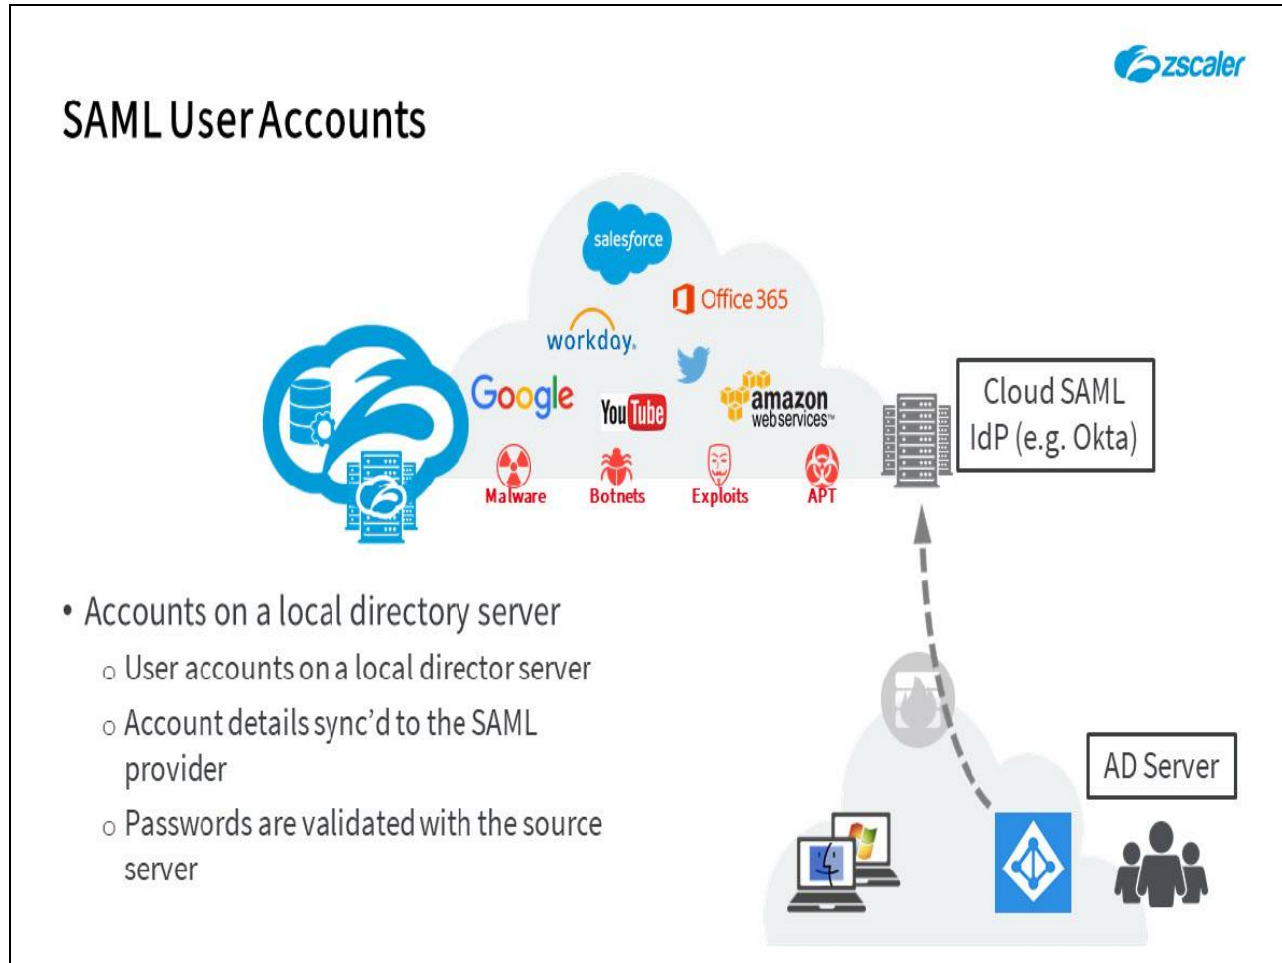 zscaler
SAML User Accounts
salesforce
Office 365
workday.
Google
YouTube
amazon
webservices™
Malware
Botnets
Exploits
APT
Cloud SAML
IdP (e.g. Okta)
• Accounts on a local directory server
o User accounts on a local director server
o Account details sync’d to the SAML
provider
o Passwords are validated with the source
server
AD Server